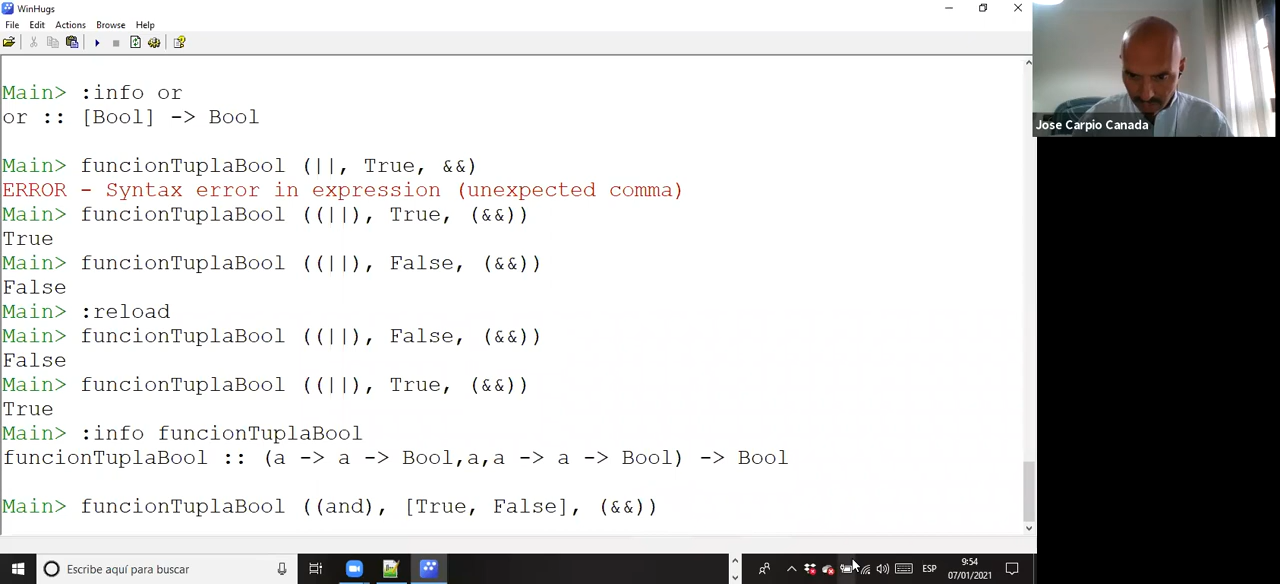 WinHugs
File Edit Actions Browse Help
Main> :info or
or :: [Bool] -> Bool
Main> funcionTuplaBool (||, True, &&)
ERROR - Syntax error in expression (unexpected comma)
Main> funcionTuplaBool ((||), True, (&&))
True
Main> funcionTuplaBool ((||), False, (&&))
False
Main> :reload
Main> funcionTuplaBool ((||), False, (&&))
False
Main> funcionTuplaBool ((||), True, (&&))
True
Main> :info funcionTuplaBool
funcionTuplaBool :: (a -> a -> Bool,a,a -> a -> Bool) -> Bool
Main> funcionTuplaBool ((and), [True, False], (&&))
Jose Carpio Canada
Escribe aquí para buscar
ESP
9:54
07/01/2021